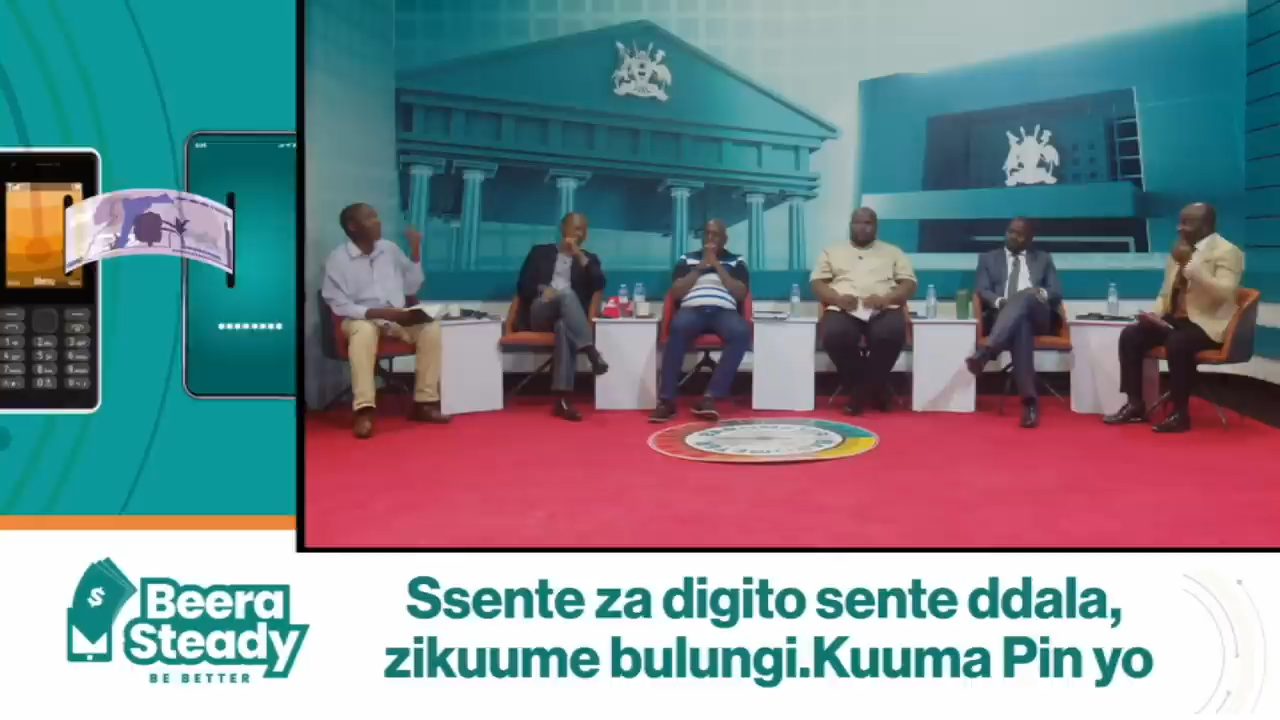 Beera
Steady
BE BETTER
Ssente za digito sente ddala,
zikuume bulungi.Kuuma Pin yo